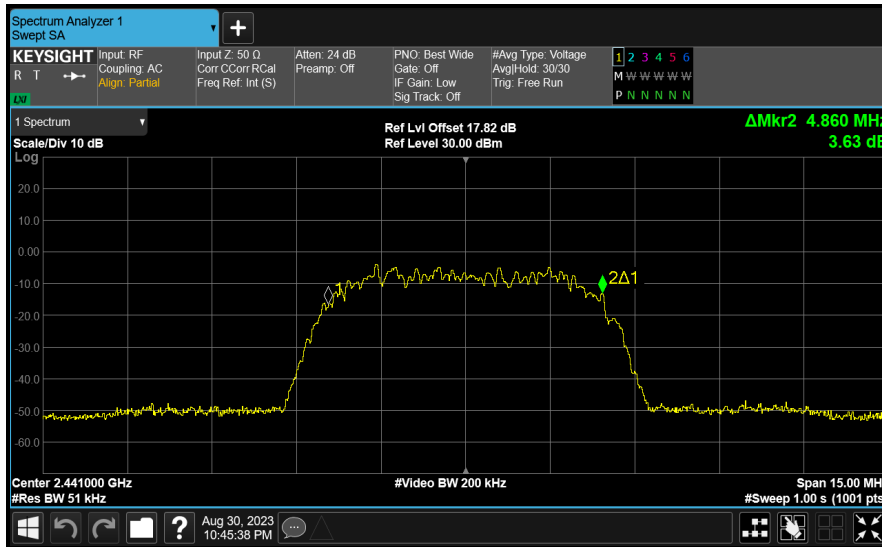 Spectrum Analyzer 1
Swept SA
+
KEYSIGHT Input: RF Input Z: 50 Ω Atten: 24 dB PNO: Best Wide #Avg Type: Voltage 1 2 3 4 5 6
R T Coupling: AC Corr CCorr RCal Preamp: Off Gate: Off Avg|Hold: 30/30 M W W W W W
Align: Partial Freq Ref: Int (S) IF Gain: Low Trig: Free Run
LXI Sig Track: Off P N N N N N
1 Spectrum
Ref Lvl Offset 17.82 dB ΔMkr2 4.860 MHz
Scale/Div 10 dB Ref Level 30.00 dBm 3.63 dB
Log
20.0
10.0
0.00
-10.0
1 2Δ1
-20.0
-30.0
-40.0
-50.0
-60.0
Center 2.441000 GHz #Video BW 200 kHz Span 15.00 MH
#Res BW 51 kHz #Sweep 1.00 s (1001 pts
? Aug 30, 2023
10:45:38 PM